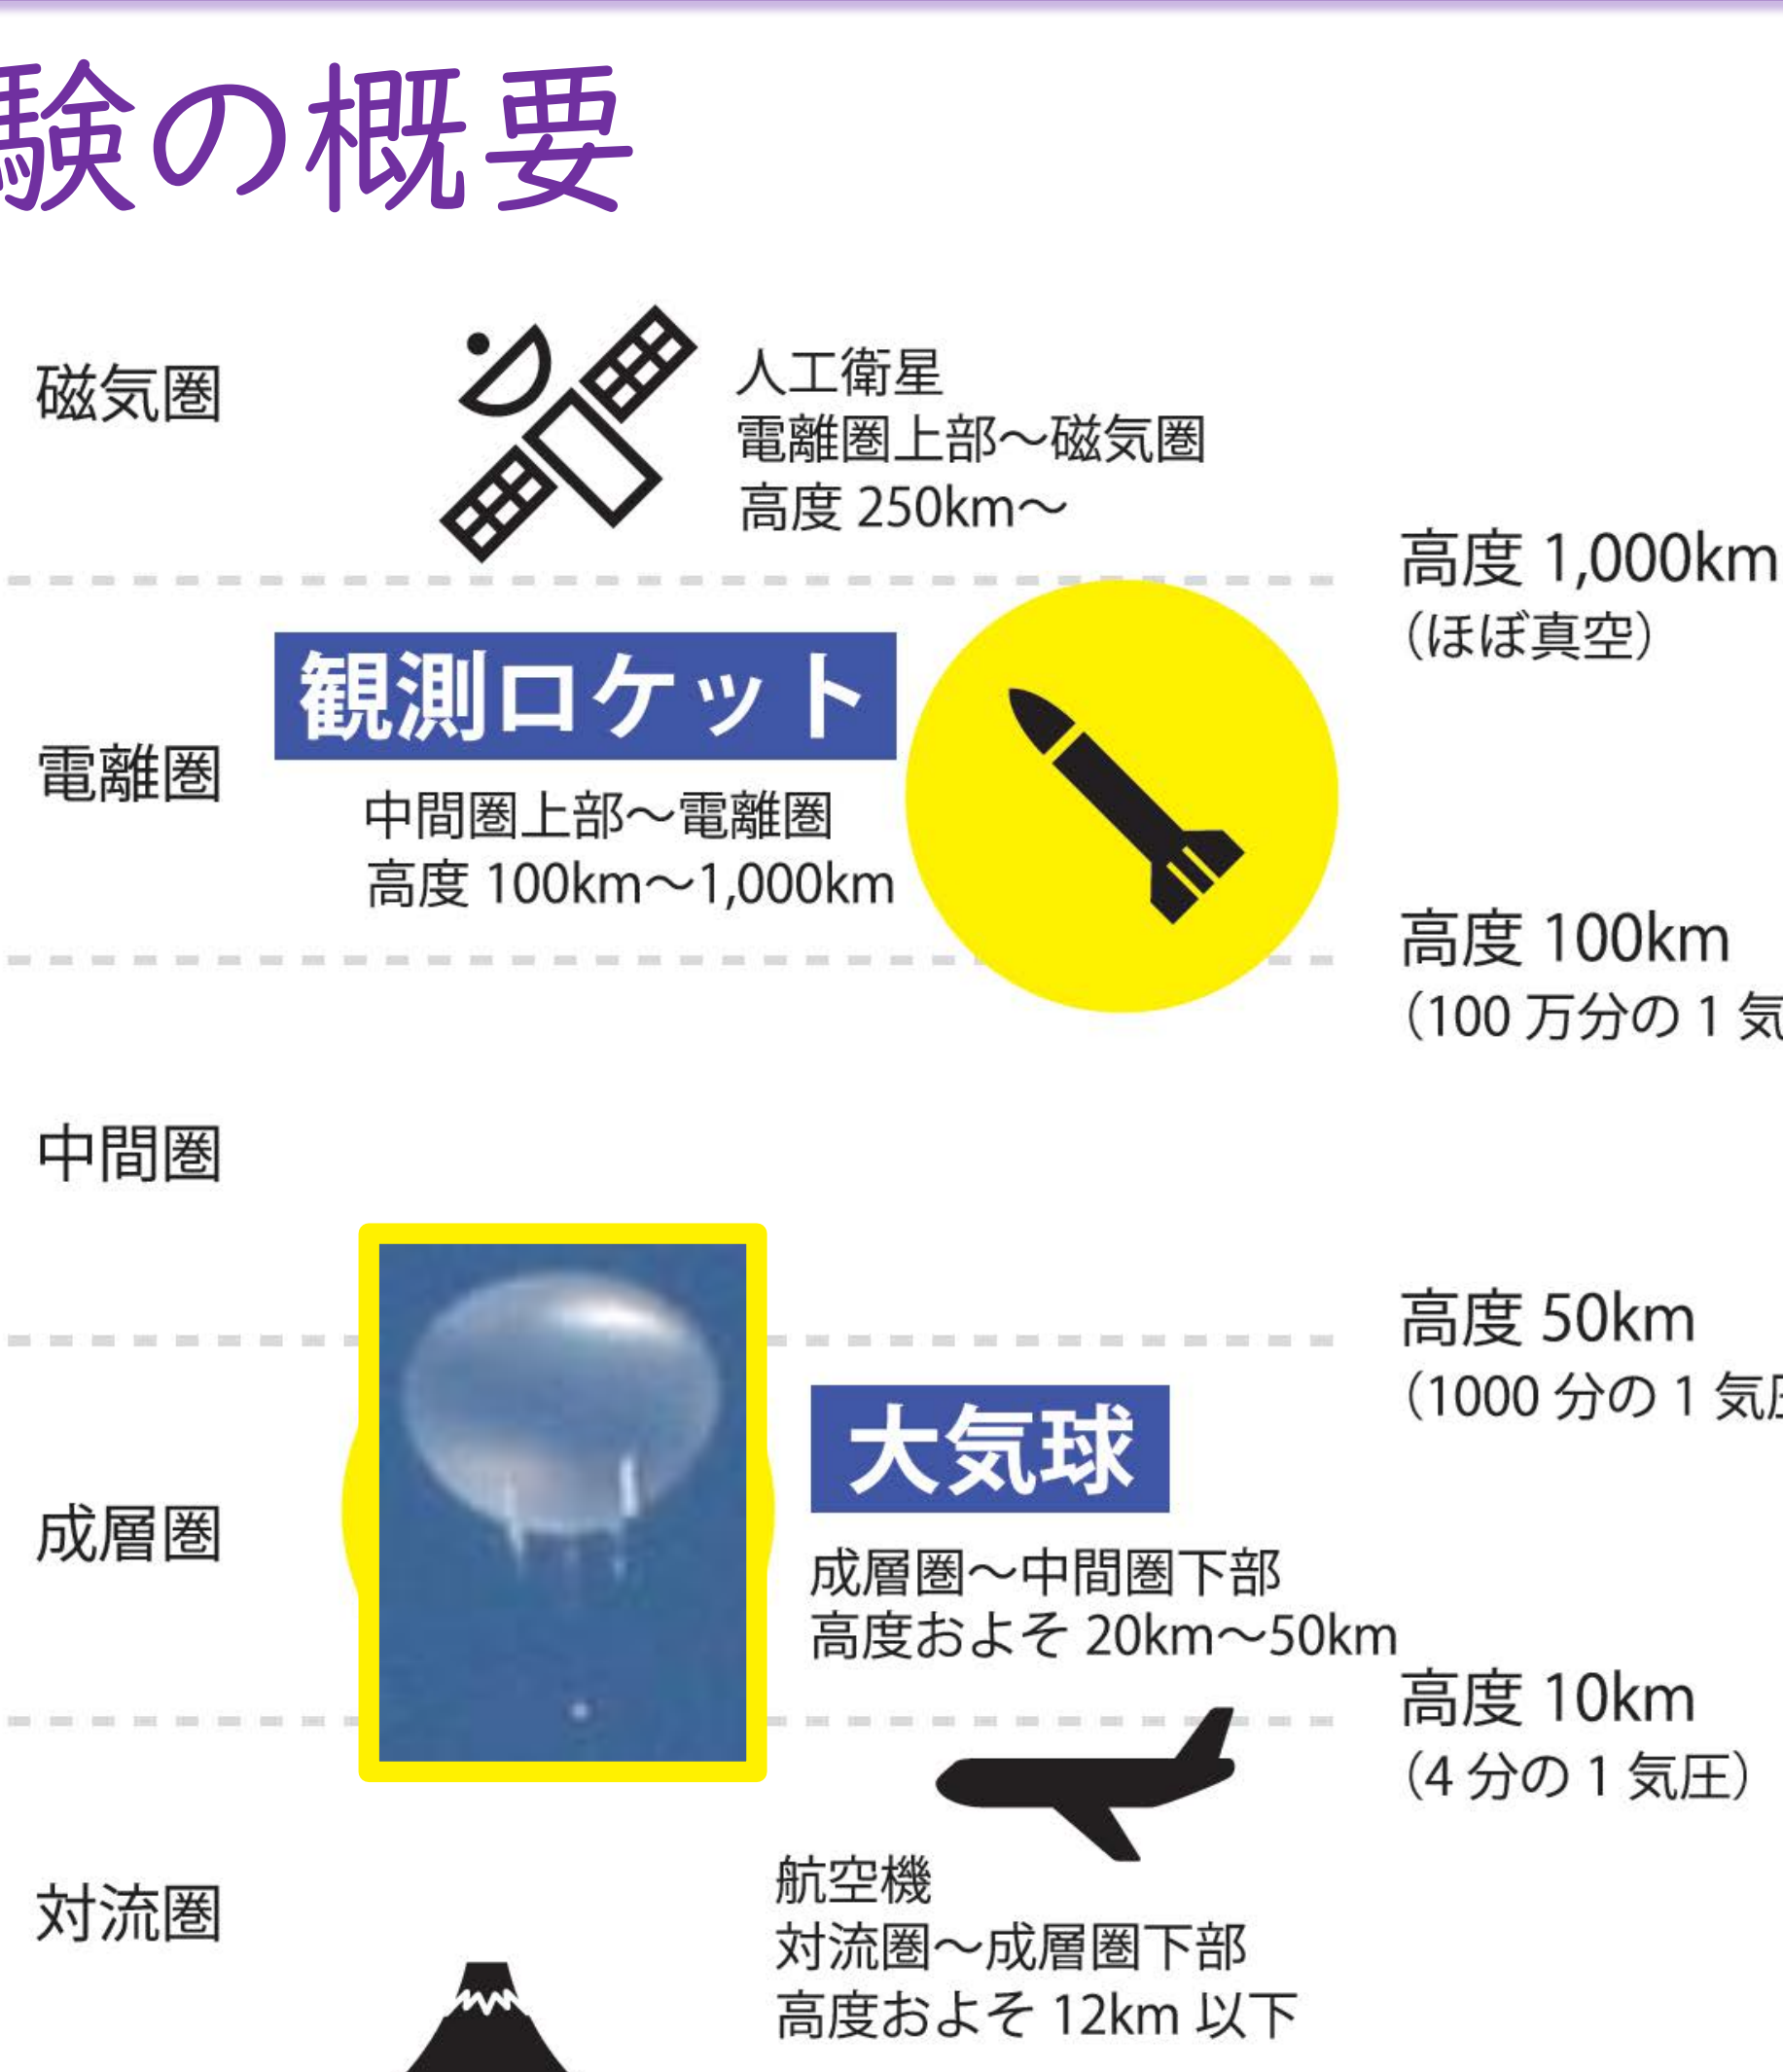 験の概要
磁気圏
人工衛星
電離圏上部～磁気圏
高度 250km～
高度 1,000km
（ほぼ真空）
観測ロケット
電離圏
中間圏上部～電離圏
高度 100km～1,000km
高度 100km
（100 万分の 1 気
中間圏
高度 50km
（1000 分の 1 気圧
大気球
成層圏
成層圏～中間圏下部
高度およそ 20km～50km
高度 10km
（4 分の 1 気圧）
航空機
対流圏
対流圏～成層圏下部
高度およそ 12km 以下